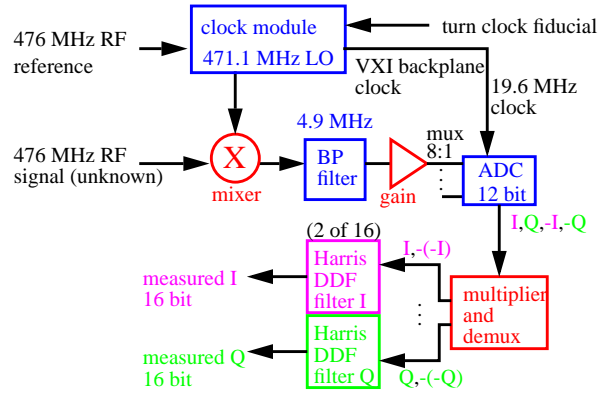 476 MHz RF
reference
clock module
471.1 MHz LO
turn clock fiducial
VXI backplane
clock
19.6 MHz
clock
4.9 MHz
mux
8:1
476 MHz RF
signal (unknown)
X
mixer
BP
filter
gain
ADC
12 bit
I,Q,-I,-Q
(2 of 16)
Harris
DDF
filter I
I,-(-I)
measured I
16 bit
multiplier
and
demux
Harris
DDF
filter Q
measured Q
16 bit
Q,-(-Q)